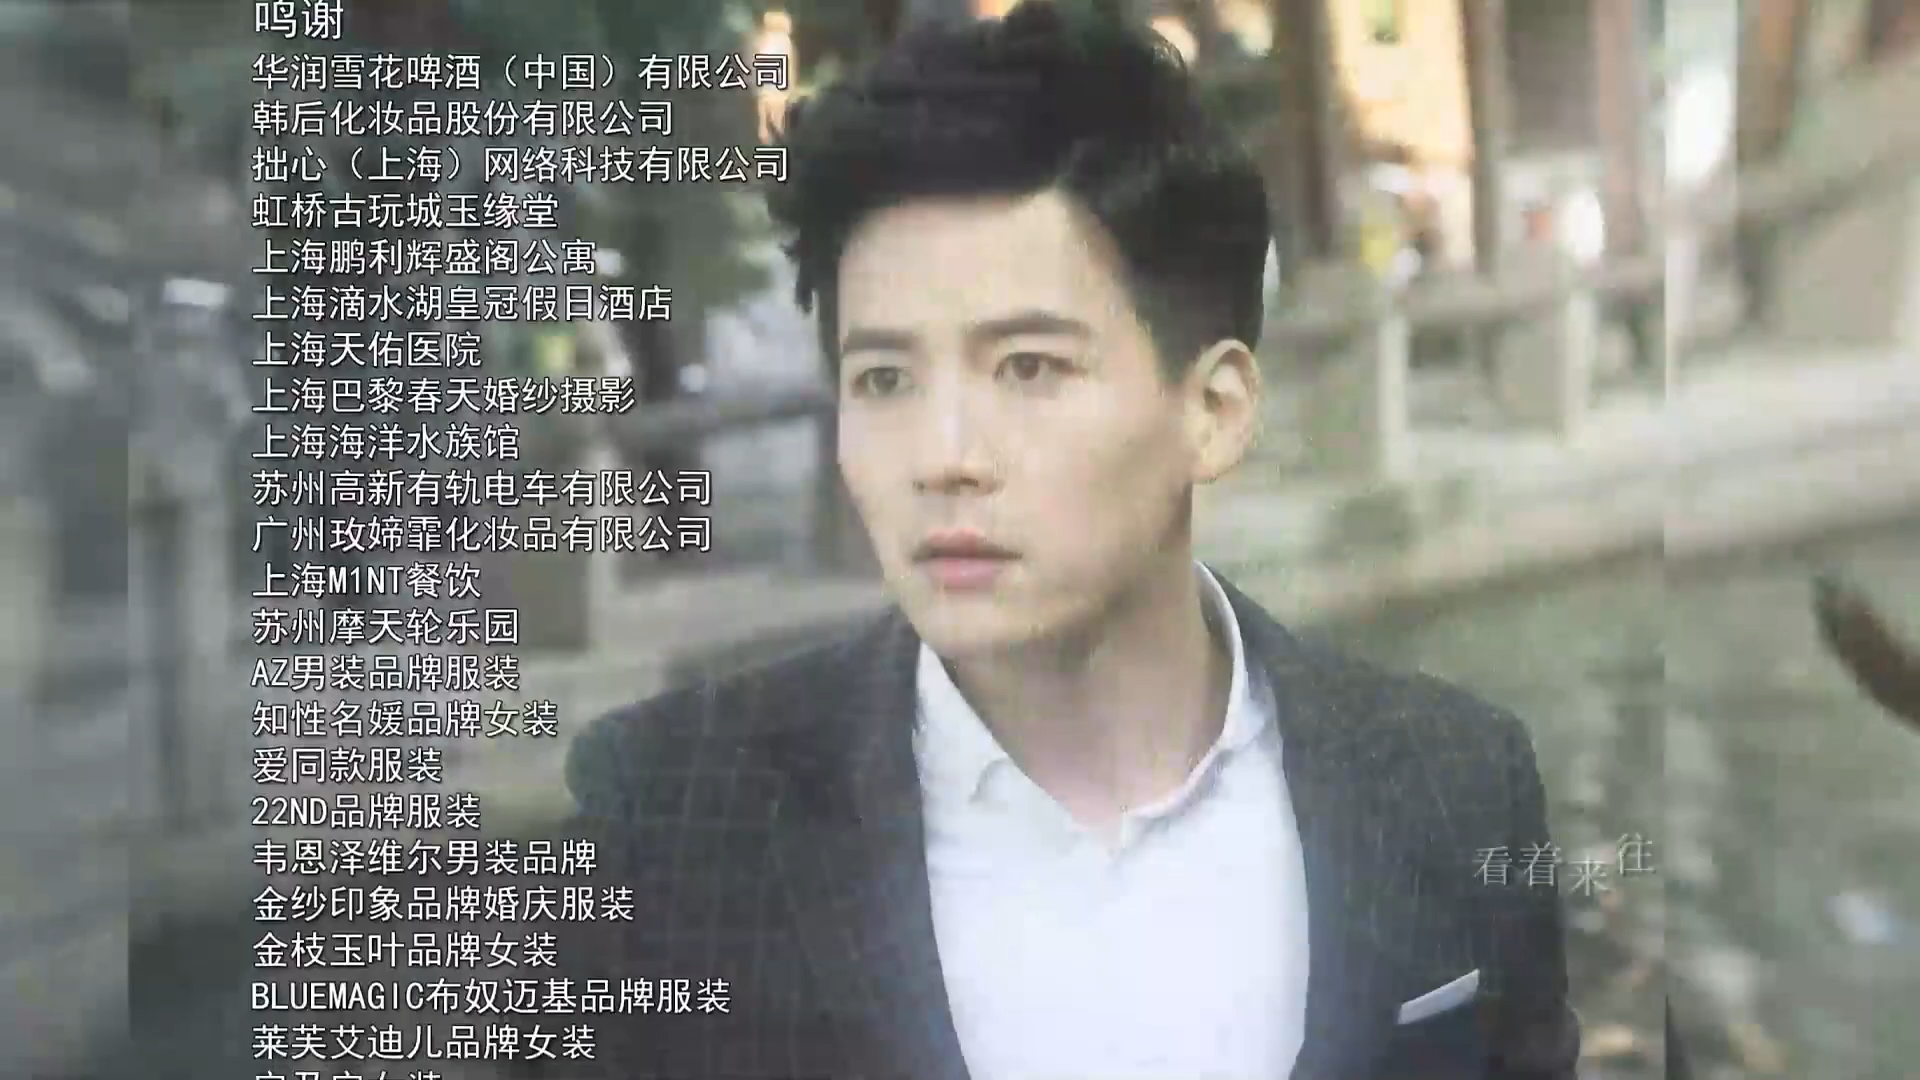 鸣谢
华润雪花啤酒（中国）有限公司
韩后化妆品股份有限公司
拙心（上海）网络科技有限公司
虹桥古玩城玉缘堂
上海鹏利辉盛阁公寓
上海滴水湖皇冠假日酒店
上海天佑医院
上海巴黎春天婚纱摄影
上海海洋水族馆
苏州高新有轨电车有限公司
广州玫媂霏化妆品有限公司
上海M1NT餐饮
苏州摩天轮乐园
AZ男装品牌服装
知性名媛品牌女装
爱同款服装
22ND品牌服装
韦恩泽维尔男装品牌
金纱印象品牌婚庆服装
金枝玉叶品牌女装
BLUEMAGIC布奴迈基品牌服装
莱芙艾迪儿品牌女装
看着来往